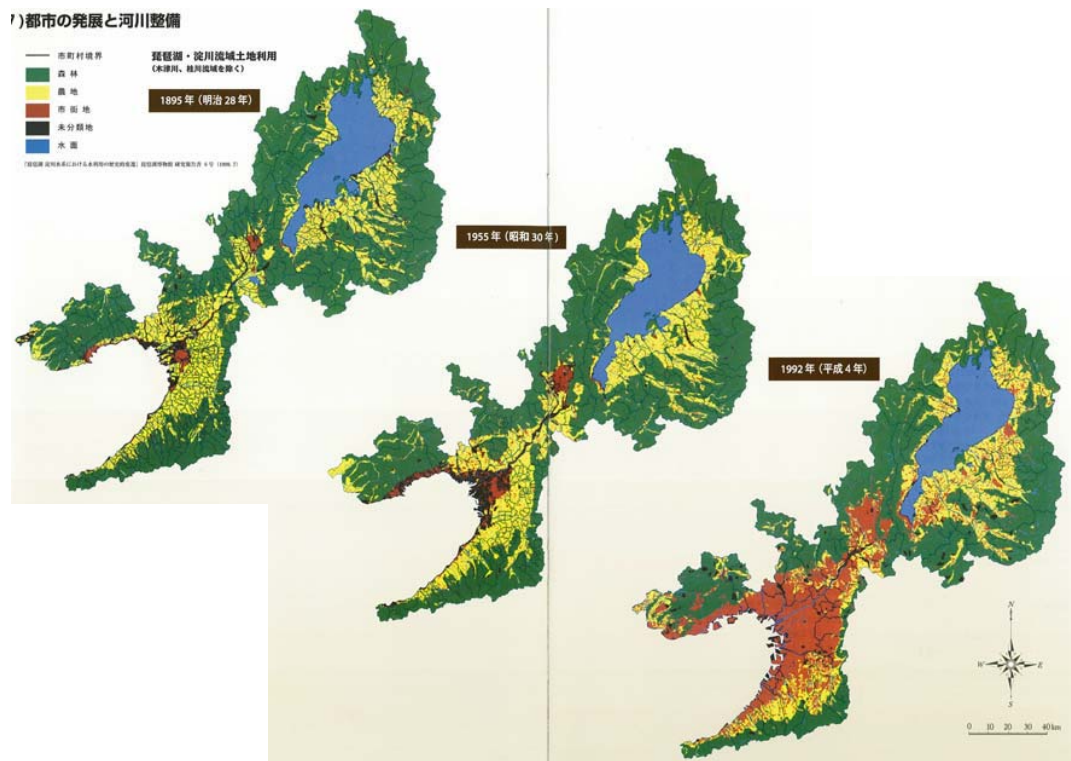 7)都市の発展と河川整備
市町村境界
森林
農地
市街地
未分類地
水面
琵琶湖・淀川流域土地利用
(木津川、桂川流域を除く)
1895年(明治28年)
1955年(昭和30年)
1992年(平成4年)
N
W
E
S
0 10 20 30 40km